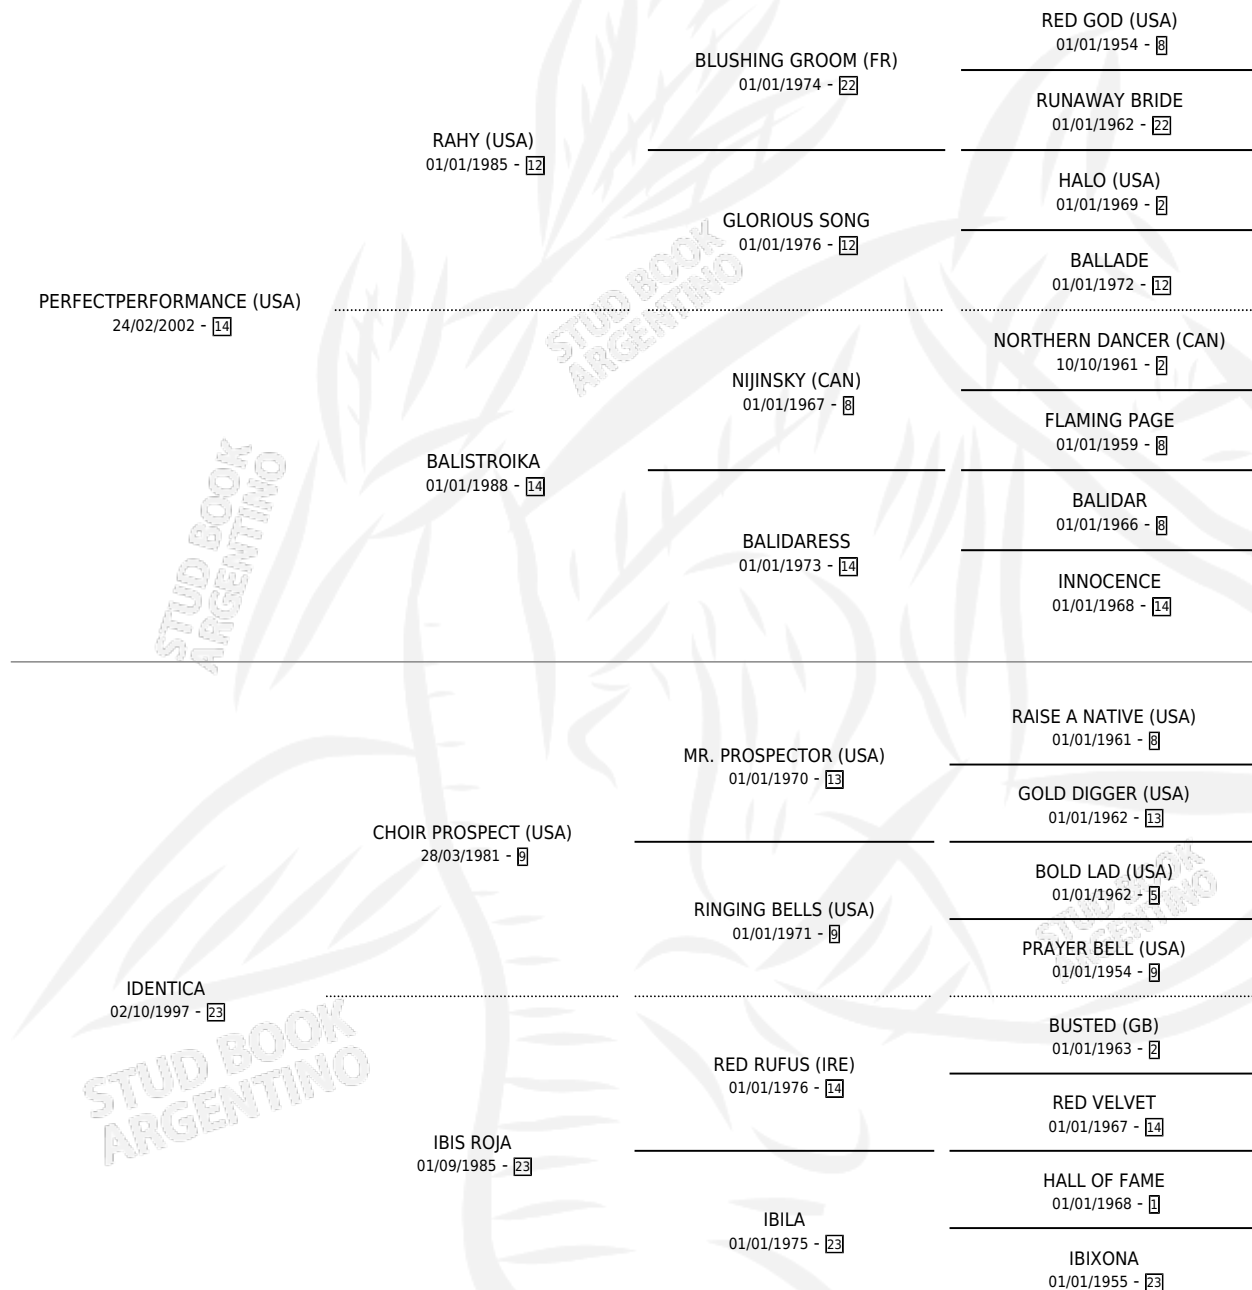 RED GOD (USA)
01/01/1954 - 8
BLUSHING GROOM (FR)
01/01/1974 - 22
RUNAWAY BRIDE
01/01/1962 - 22
RAHY (USA)
01/01/1985 - 12
HALO (USA)
01/01/1969 - 2
GLORIOUS SONG
01/01/1976 - 12
BALLADE
01/01/1972 - 12
PERFECTPERFORMANCE (USA)
24/02/2002 - 14
NORTHERN DANCER (CAN)
10/10/1961 - 2
NIJINSKY (CAN)
01/01/1967 - 8
FLAMING PAGE
01/01/1959 - 8
BALISTROIKA
01/01/1988 - 14
BALIDAR
01/01/1966 - 8
BALIDARESS
01/01/1973 - 14
INNOCENCE
01/01/1968 - 14
STUD BOOK
ARGENTINO
STUD BOOK
ARGENTINO
RAISE A NATIVE (USA)
01/01/1961 - 8
MR. PROSPECTOR (USA)
01/01/1970 - 13
GOLD DIGGER (USA)
01/01/1962 - 13
CHOIR PROSPECT (USA)
28/03/1981 - 9
BOLD LAD (USA)
01/01/1962 - 5
RINGING BELLS (USA)
01/01/1971 - 9
PRAYER BELL (USA)
01/01/1954 - 9
STUD BOOK
ARGENTINO
IDENTICA
02/10/1997 - 23
BUSTED (GB)
01/01/1963 - 2
RED RUFUS (IRE)
01/01/1976 - 14
RED VELVET
01/01/1967 - 14
IBIS ROJA
01/09/1985 - 23
HALL OF FAME
01/01/1968 - 1
IBILA
01/01/1975 - 23
IBIXONA
01/01/1955 - 23
STUD BOOK
ARGENTINO